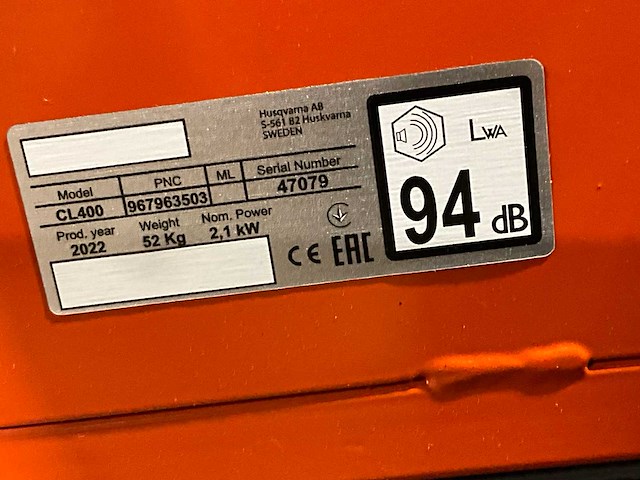 Husqvarna AB
S-561 82 Huskvarna
SWEDEN
Model PNC ML Serial Number
CL400 967963503 47079
Prod. year Weight Nom. Power
2022 52 Kg 2,1 kW
CE EAC
LWA
94 dB